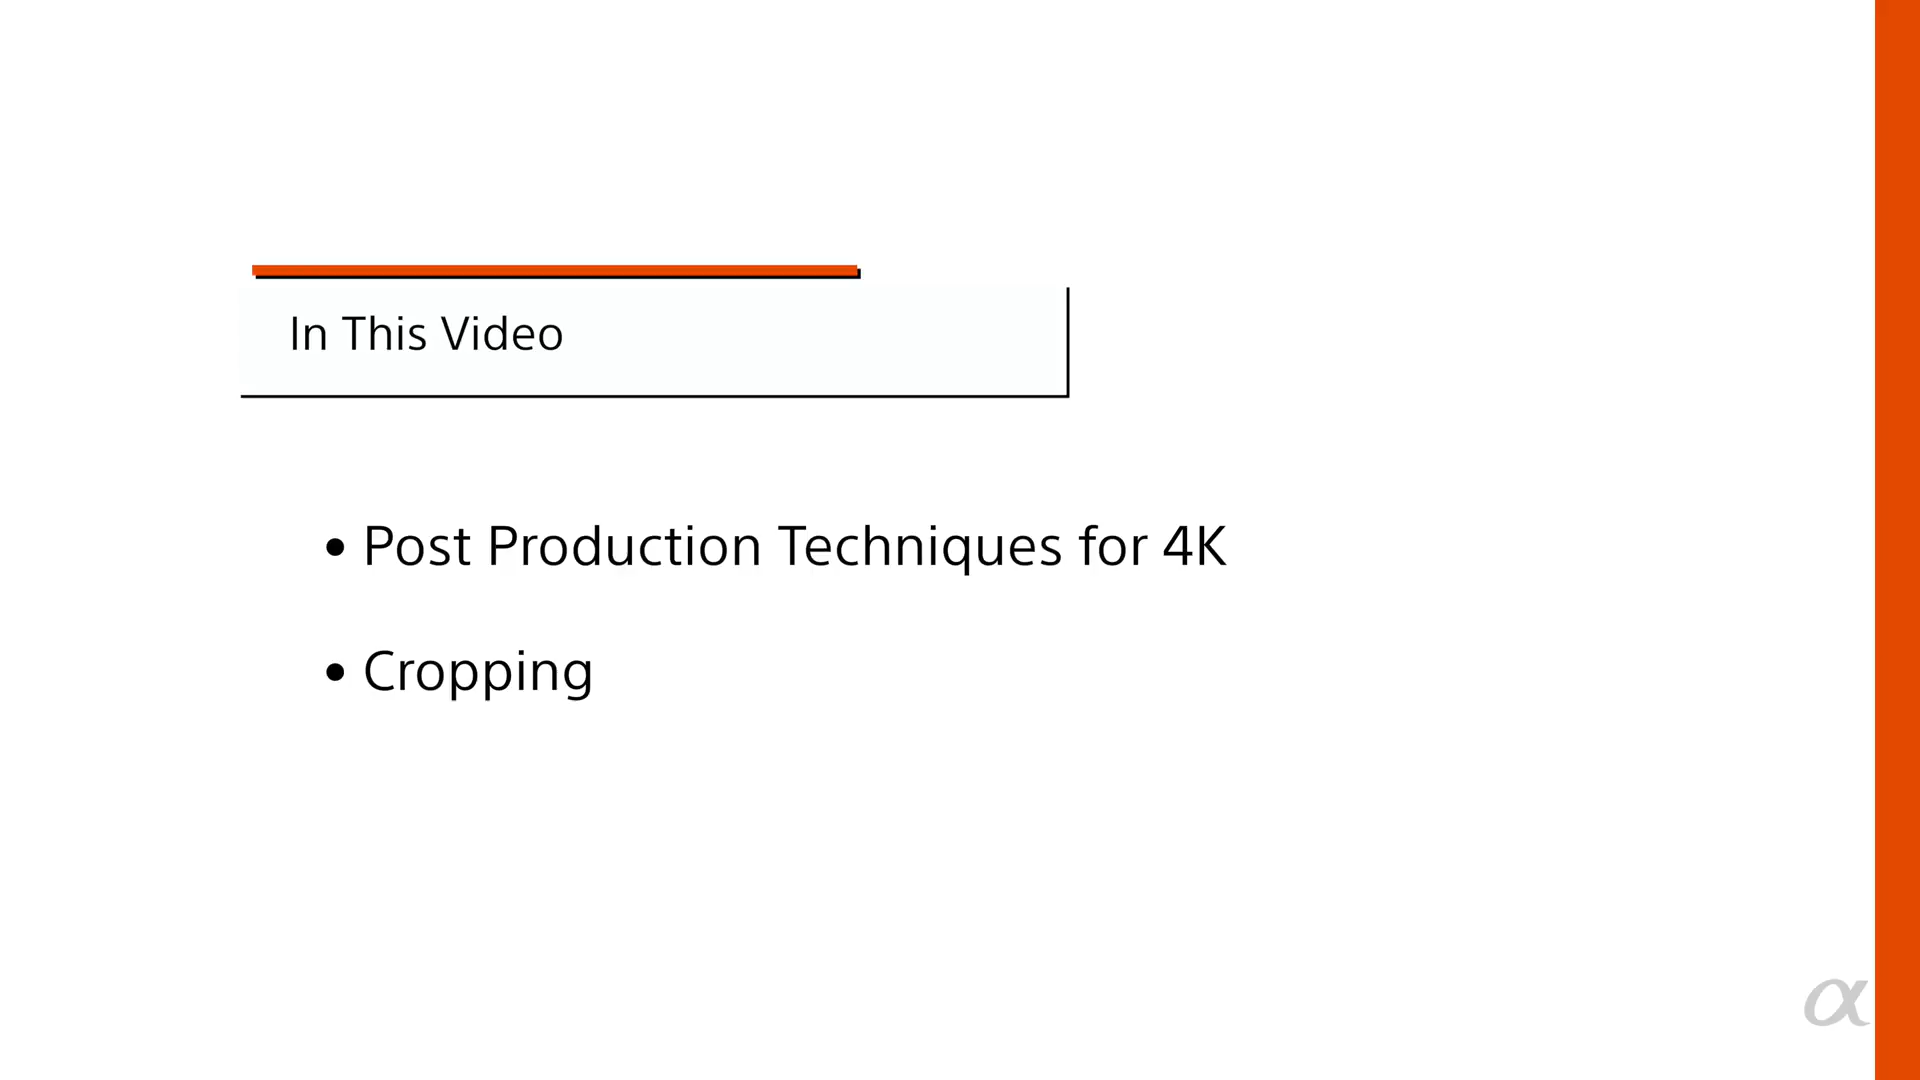 In This Video
• Post Production Techniques for 4K
• Cropping
α